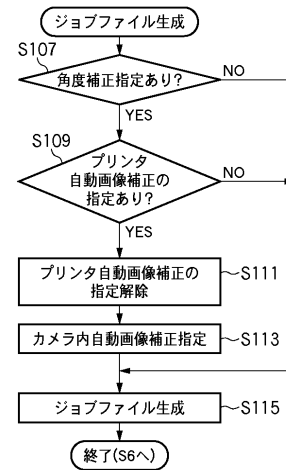 ジョブファイル生成
S107
角度補正指定あり?
NO
YES
S109
プリンタ
自動画像補正の
指定あり?
NO
YES
プリンタ自動画像補正の
指定解除
S111
カメラ内自動画像補正指定
S113
ジョブファイル生成
S115
終了(S6へ)